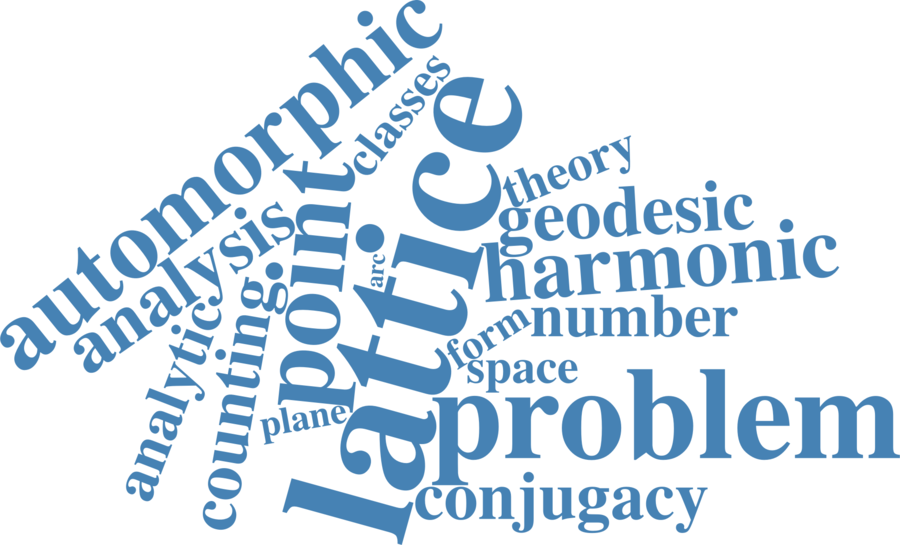 automorphic
classes
analysis
point
lattice
theory
geodesic
harmonic
arc
analytic
counting
form
number
space
plane
problem
conjugacy